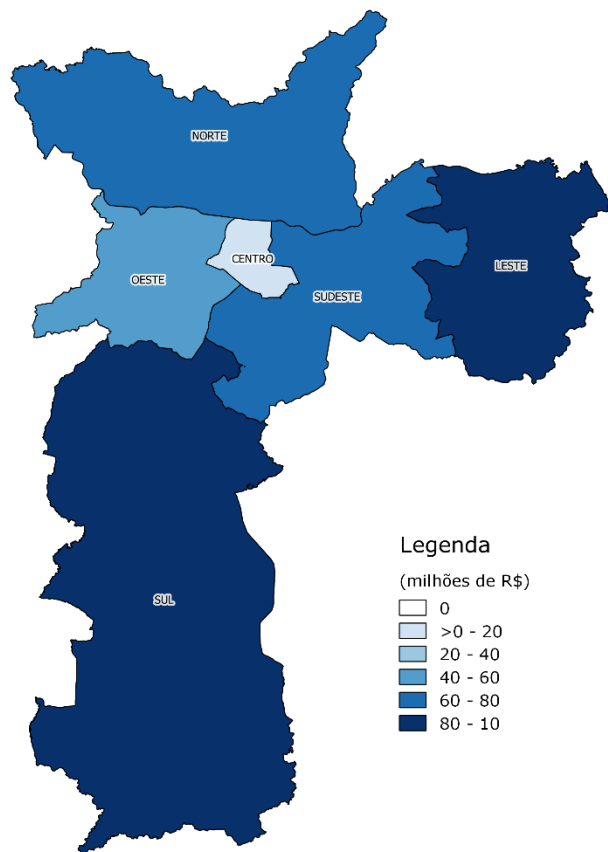 NORTE
CENTRO
OESTE
LESTE
SUDESTE
SUL
Legenda
(milhões de R$)
0
>0 - 20
20 - 40
40 - 60
60 - 80
80 - 10